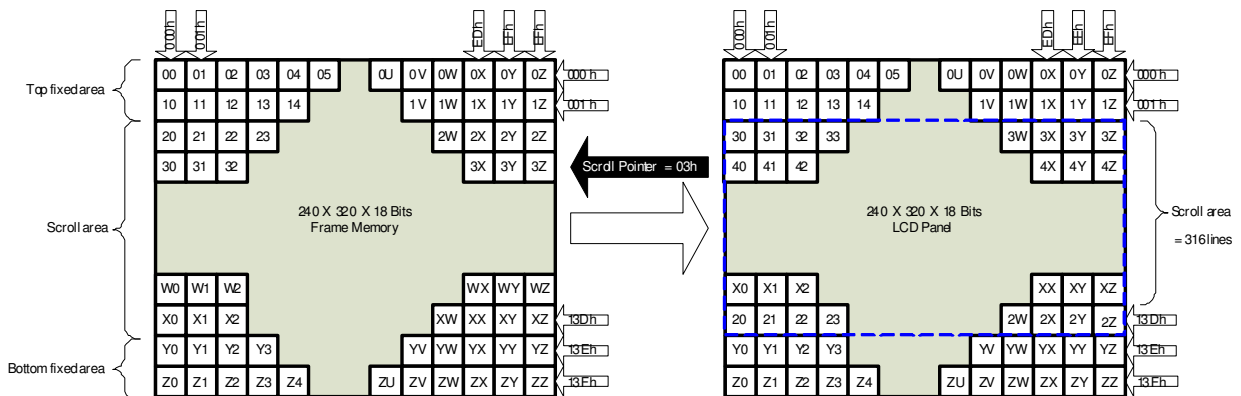 000h 001h EDh EFh EFh 000h 001h EDh EEh EFh
00 01 02 03 04 05 0U 0V 0W 0X 0Y 0Z 000h 00 01 02 03 04 05 0U 0V 0W 0X 0Y 0Z 000h
Top fixed area
10 11 12 13 14 1V 1W 1X 1Y 1Z 001h 10 11 12 13 14 1V 1W 1X 1Y 1Z 001h
20 21 22 23 2W 2X 2Y 2Z 30 31 32 33 3W 3X 3Y 3Z
30 31 32 3X 3Y 3Z Scroll Pointer = 03h 40 41 42 4X 4Y 4Z
240 X 320 X 18 Bits 240 X 320 X 18 Bits Scroll area
Scroll area Frame Memory LCD Panel
= 316 lines
W0 W1 W2 WX WY WZ X0 X1 X2 XX XY XZ
X0 X1 X2 XW XX XY XZ 13Dh 20 21 22 23 2W 2X 2Y 2Z 13Dh
Y0 Y1 Y2 Y3 YV YW YX YY YZ 13Eh Y0 Y1 Y2 Y3 YV YW YX YY YZ 13Eh
Bottom fixed area
Z0 Z1 Z2 Z3 Z4 ZU ZV ZW ZX ZY ZZ 13Fh Z0 Z1 Z2 Z3 Z4 ZU ZV ZW ZX ZY ZZ 13Fh